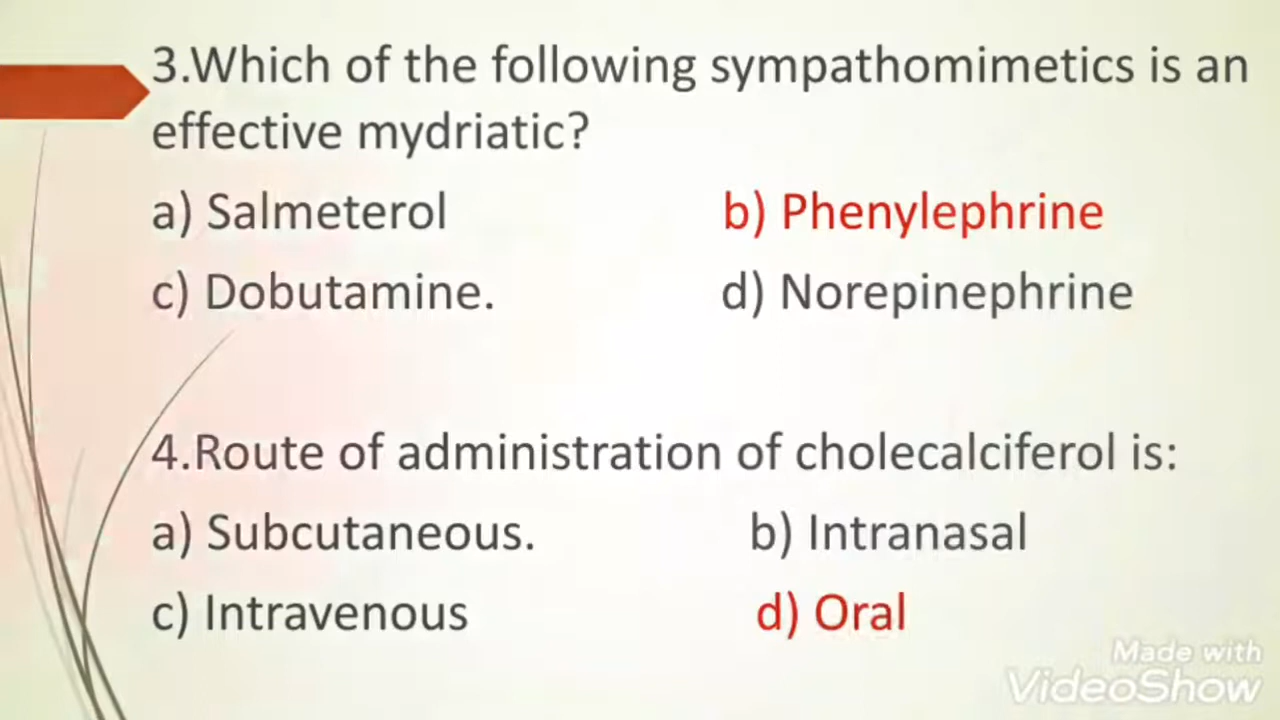 3.Which of the following sympathomimetics is an
effective mydriatic?
a) Salmeterol b) Phenylephrine
c) Dobutamine. d) Norepinephrine
4.Route of administration of cholecalciferol is:
a) Subcutaneous. b) Intranasal
c) Intravenous d) Oral
Made with
VideoShow